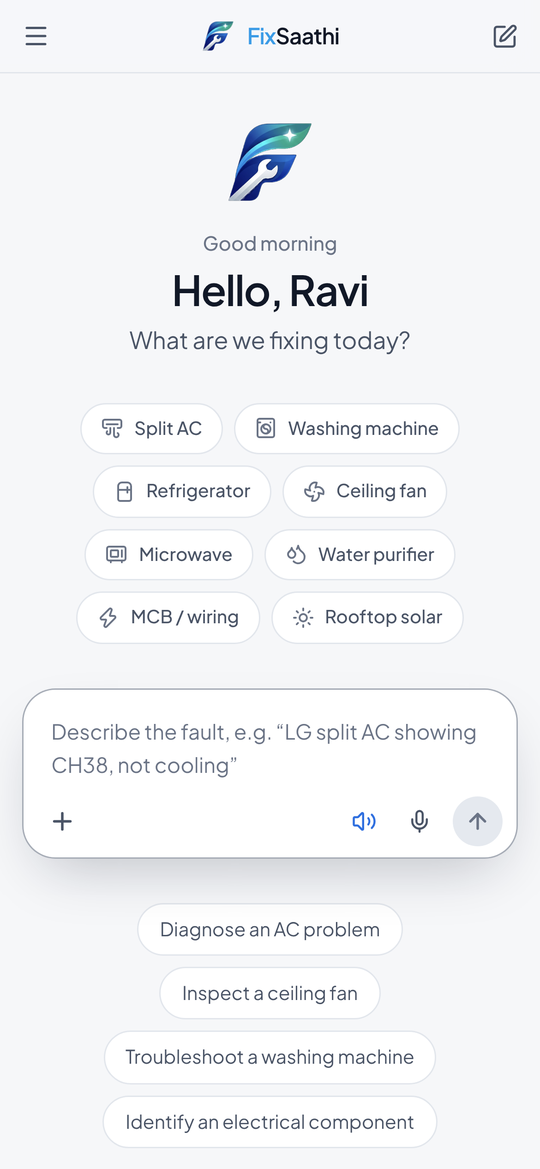 FixSaathi
Good morning
Hello, Ravi
What are we fixing today?
Split AC
Washing machine
Refrigerator
Ceiling fan
Microwave
Water purifier
MCB / wiring
Rooftop solar
Describe the fault, e.g. “LG split AC showing
CH38, not cooling”
Diagnose an AC problem
Inspect a ceiling fan
Troubleshoot a washing machine
Identify an electrical component